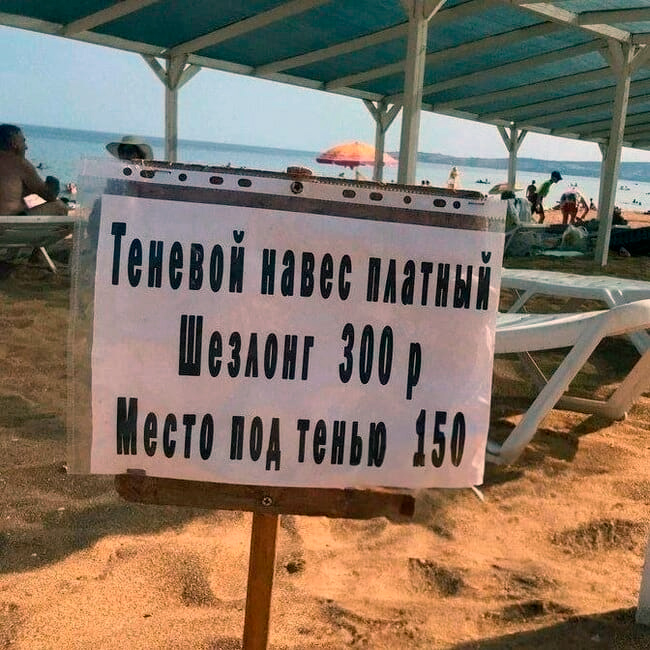 Теневой навес платный
Шезлонг 300 р
Место под тенью 150